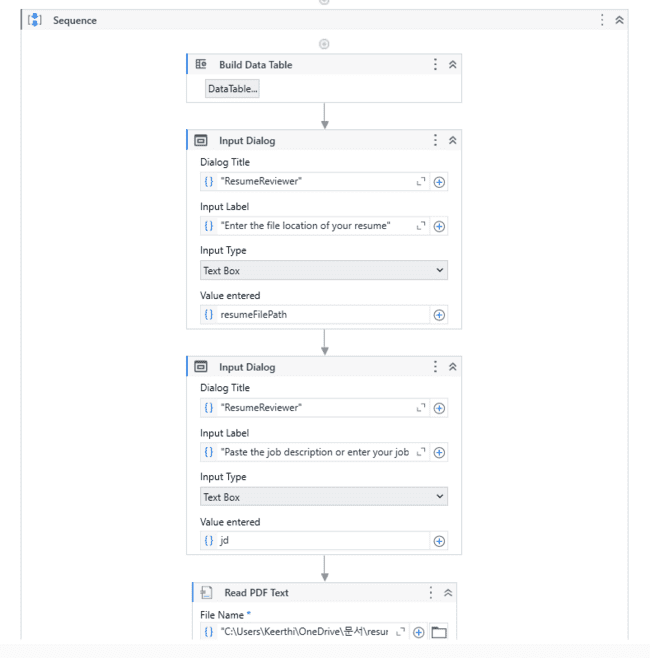 Sequence
Build Data Table
DataTable...
Input Dialog
Dialog Title
"ResumeReviewer"
Input Label
"Enter the file location of your resume"
Input Type
Text Box
Value entered
resumeFilePath
Input Dialog
Dialog Title
"ResumeReviewer"
Input Label
"Paste the job description or enter your job
Input Type
Text Box
Value entered
jd
Read PDF Text
File Name *
"C:\Users\Keerthi\OneDrive\문서\resur